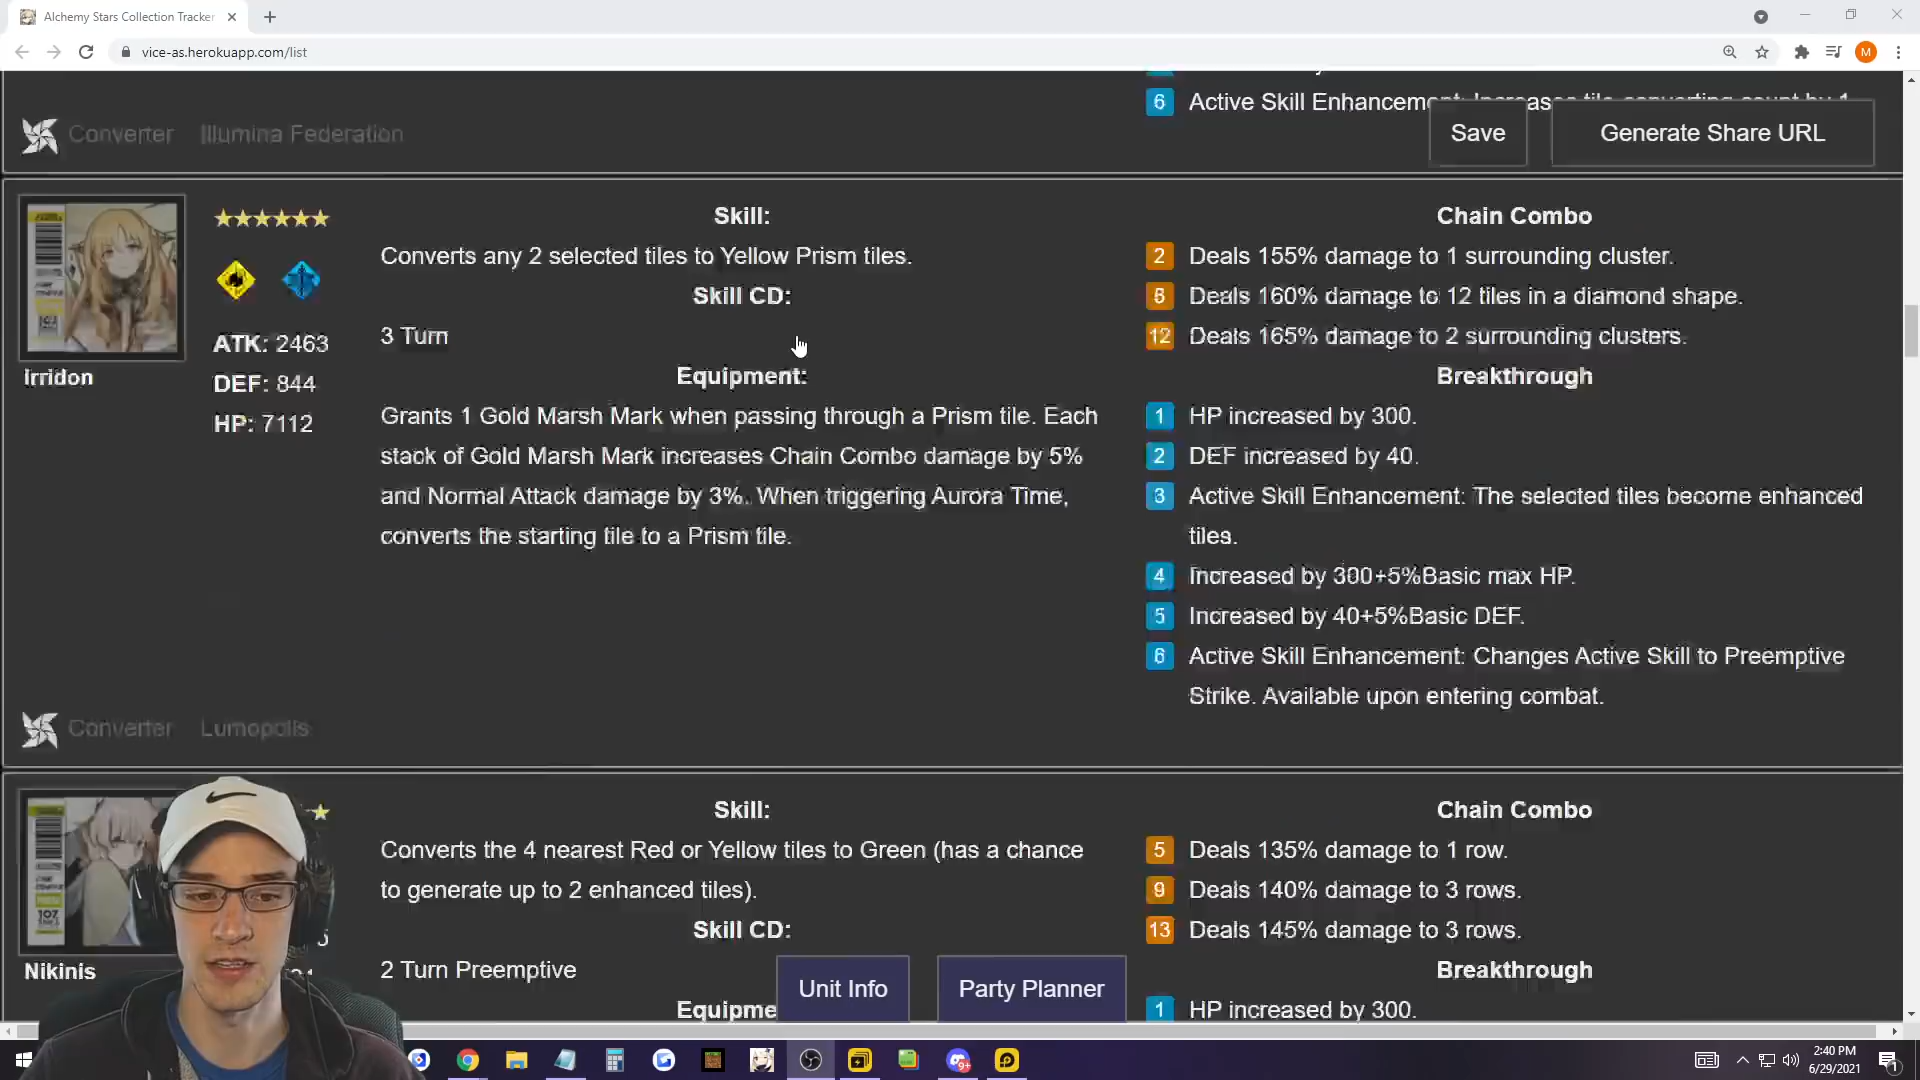 Alchemy Stars Collection Tracker
vice-as.herokuapp.com/list
M
6 Active Skill Enhancement: Increases tile converting count by 1
Save
Generate Share URL
Converter Illumina Federation
Irridon
★★★★★★
ATK: 2463
DEF: 844
HP: 7112
Skill:
Converts any 2 selected tiles to Yellow Prism tiles.
Skill CD:
3 Turn
Equipment:
Grants 1 Gold Marsh Mark when passing through a Prism tile. Each
stack of Gold Marsh Mark increases Chain Combo damage by 5%
and Normal Attack damage by 3%. When triggering Aurora Time,
converts the starting tile to a Prism tile.
Chain Combo
2 Deals 155% damage to 1 surrounding cluster.
6 Deals 160% damage to 12 tiles in a diamond shape.
12 Deals 165% damage to 2 surrounding clusters.
Breakthrough
1 HP increased by 300.
2 DEF increased by 40.
3 Active Skill Enhancement: The selected tiles become enhanced
tiles.
4 Increased by 300+5%Basic max HP.
5 Increased by 40+5%Basic DEF.
6 Active Skill Enhancement: Changes Active Skill to Preemptive
Strike. Available upon entering combat.
Converter Lumopolis
Nikinis
Skill:
Converts the 4 nearest Red or Yellow tiles to Green (has a chance
to generate up to 2 enhanced tiles).
Skill CD:
2 Turn Preemptive
Equipme
Chain Combo
5 Deals 135% damage to 1 row.
9 Deals 140% damage to 3 rows.
13 Deals 145% damage to 3 rows.
Breakthrough
1 HP increased by 300.
Unit Info
Party Planner
2:40 PM
6/29/2021